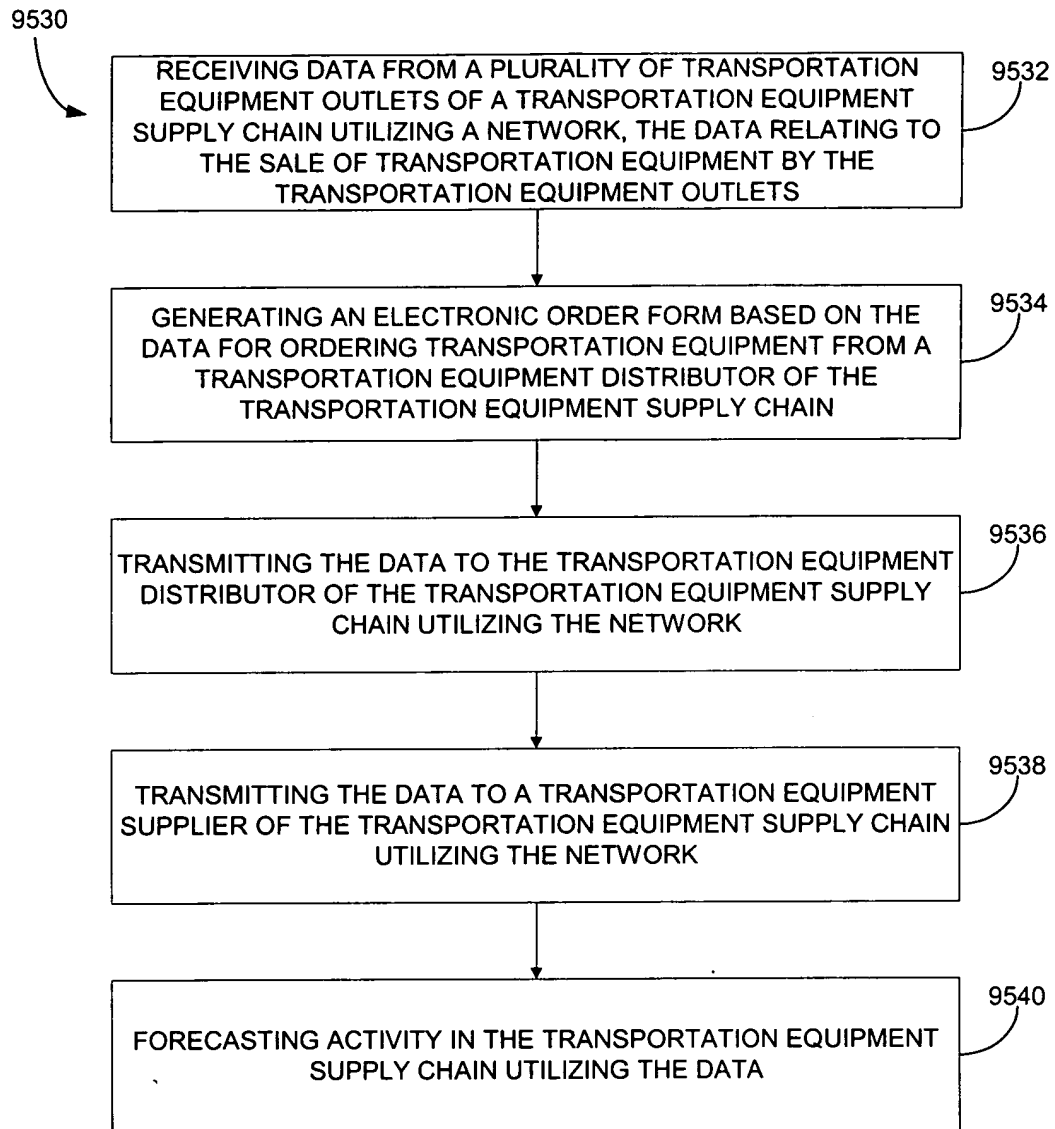 9530
RECEIVING DATA FROM A PLURALITY OF TRANSPORTATION
EQUIPMENT OUTLETS OF A TRANSPORTATION EQUIPMENT
SUPPLY CHAIN UTILIZING A NETWORK, THE DATA RELATING TO
THE SALE OF TRANSPORTATION EQUIPMENT BY THE
TRANSPORTATION EQUIPMENT OUTLETS
9532
GENERATING AN ELECTRONIC ORDER FORM BASED ON THE
DATA FOR ORDERING TRANSPORTATION EQUIPMENT FROM A
TRANSPORTATION EQUIPMENT DISTRIBUTOR OF THE
TRANSPORTATION EQUIPMENT SUPPLY CHAIN
9534
TRANSMITTING THE DATA TO THE TRANSPORTATION EQUIPMENT
DISTRIBUTOR OF THE TRANSPORTATION EQUIPMENT SUPPLY
CHAIN UTILIZING THE NETWORK
9536
TRANSMITTING THE DATA TO A TRANSPORTATION EQUIPMENT
SUPPLIER OF THE TRANSPORTATION EQUIPMENT SUPPLY CHAIN
UTILIZING THE NETWORK
9538
FORECASTING ACTIVITY IN THE TRANSPORTATION EQUIPMENT
SUPPLY CHAIN UTILIZING THE DATA
9540